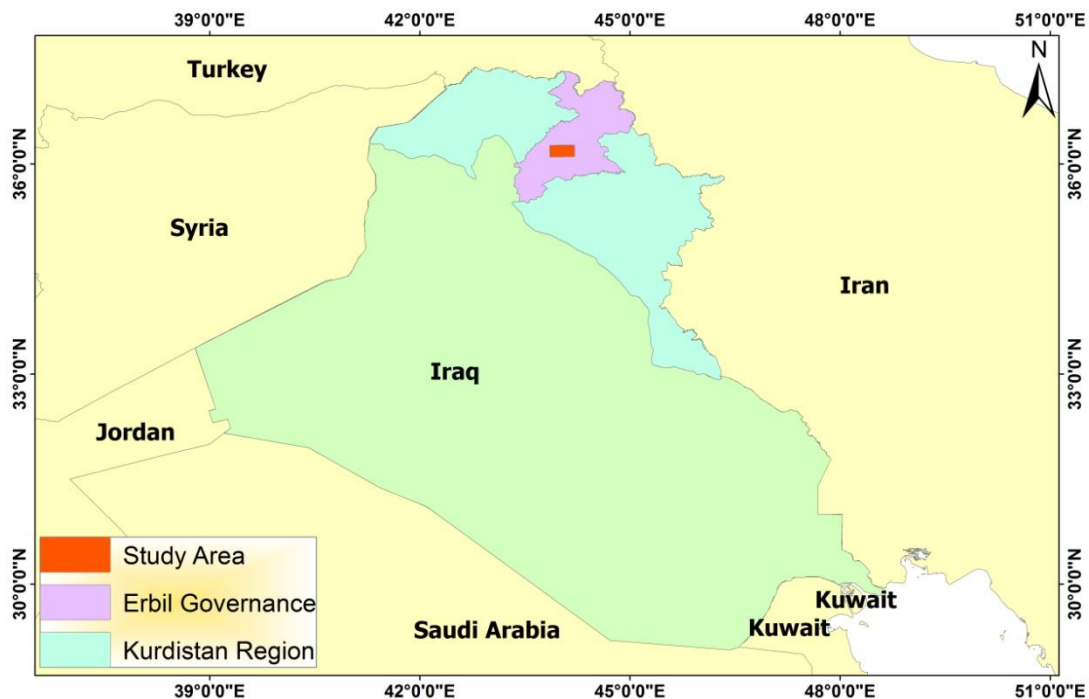 39°0'0"E 42°0'0"E 45°0'0"E 48°0'0"E 51°0'0"E
N
Turkey
36°0'0"N 36°0'0"N
Syria
Iran
Iraq
33°0'0"N 33°0'0"N
Jordan
Study Area
30°0'0"N 30°0'0"N
Erbil Governance
Kuwait
Saudi Arabia
Kuwait
Kurdistan Region
39°0'0"E 42°0'0"E 45°0'0"E 48°0'0"E 51°0'0"E